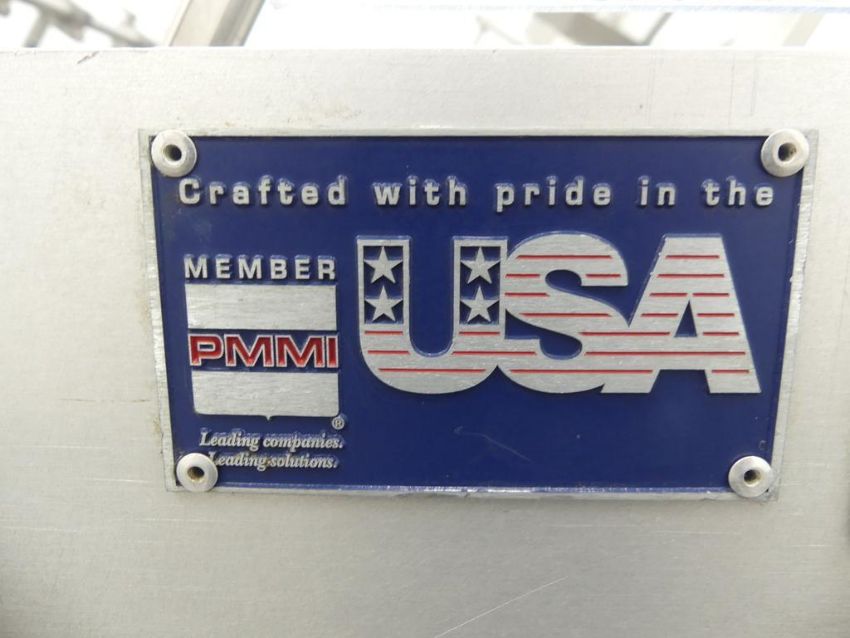 Crafted with pride in the
USA
MEMBER
PMMI
®
Leading companies.
Leading solutions.